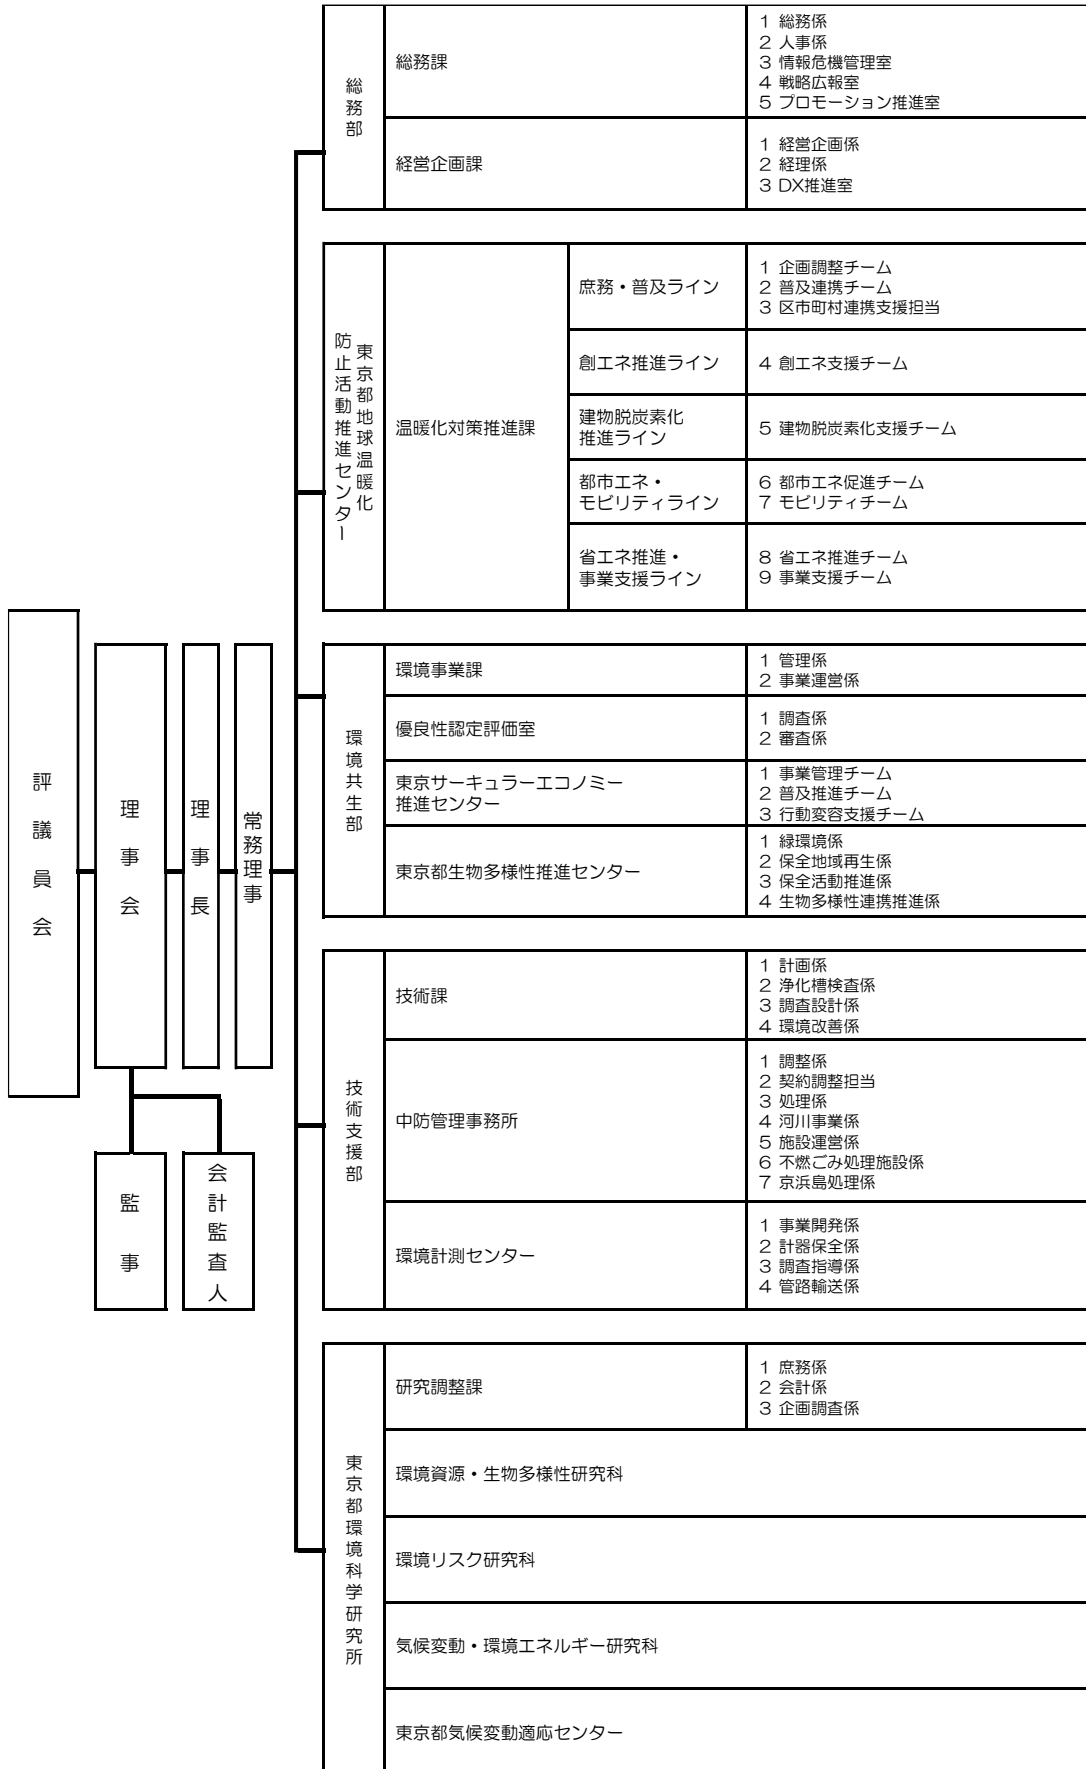 評議員会
理事会
理事長
常務理事
監事
会計監査人
総務部
総務課
1 総務係
2 人事係
3 情報危機管理室
4 戦略広報室
5 プロモーション推進室
経営企画課
1 経営企画係
2 経理係
3 DX推進室
東京都地球温暖化
防止活動推進センター
温暖化対策推進課
庶務・普及ライン
1 企画調整チーム
2 普及連携チーム
3 区市町村連携支援担当
創エネ推進ライン
4 創エネ支援チーム
建物脱炭素化
推進ライン
5 建物脱炭素化支援チーム
都市エネ・
モビリティライン
6 都市エネ促進チーム
7 モビリティチーム
省エネ推進・
事業支援ライン
8 省エネ推進チーム
9 事業支援チーム
環境共生部
環境事業課
1 管理係
2 事業運営係
優良性認定評価室
1 調査係
2 審査係
東京サーキュラーエコノミー
推進センター
1 事業管理チーム
2 普及推進チーム
3 行動変容支援チーム
東京都生物多様性推進センター
1 緑環境係
2 保全地域再生係
3 保全活動推進係
4 生物多様性連携推進係
技術支援部
技術課
1 計画係
2 浄化槽検査係
3 調査設計係
4 環境改善係
中防管理事務所
1 調整係
2 契約調整担当
3 処理係
4 河川事業係
5 施設運営係
6 不燃ごみ処理施設係
7 京浜島処理係
環境計測センター
1 事業開発係
2 計器保全係
3 調査指導係
4 管路輸送係
東京都環境科学研究所
研究調整課
1 庶務係
2 会計係
3 企画調査係
環境資源・生物多様性研究科
環境リスク研究科
気候変動・環境エネルギー研究科
東京都気候変動適応センター